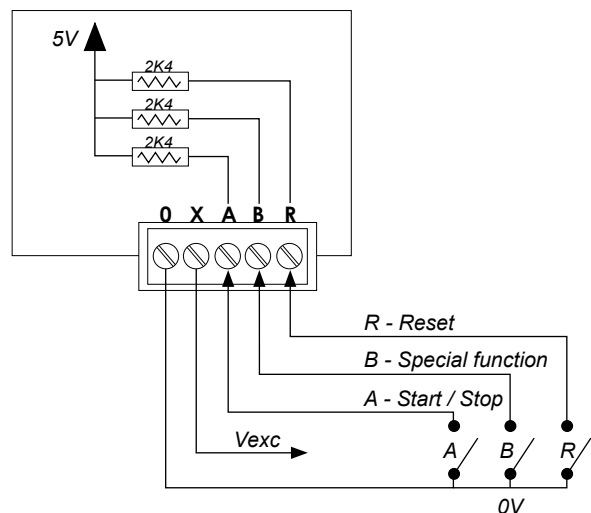 5V
2K4
2K4
2K4
0 X A B R
R - Reset
B - Special function
A - Start / Stop
Vexc
A B R
0V